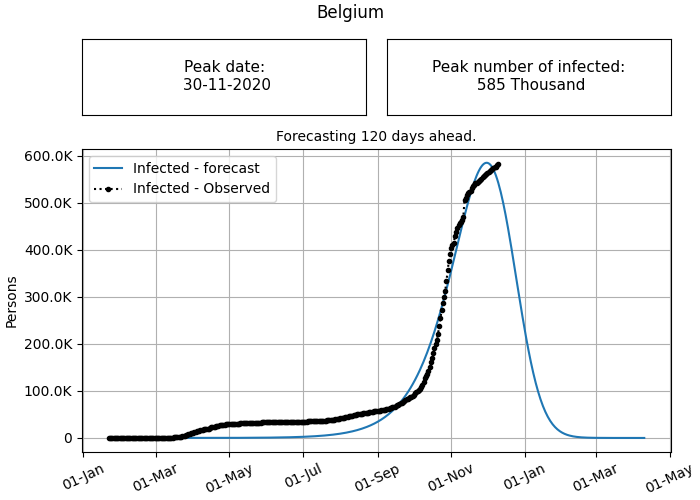 Belgium
Peak date:
30-11-2020
Peak number of infected:
585 Thousand
Forecasting 120 days ahead.
Infected - forecast
Infected - Observed
Persons
600.0K
500.0K
400.0K
300.0K
200.0K
100.0K
0
01-Jan
01-Mar
01-May
01-Jul
01-Sep
01-Nov
01-Jan
01-Mar
01-May